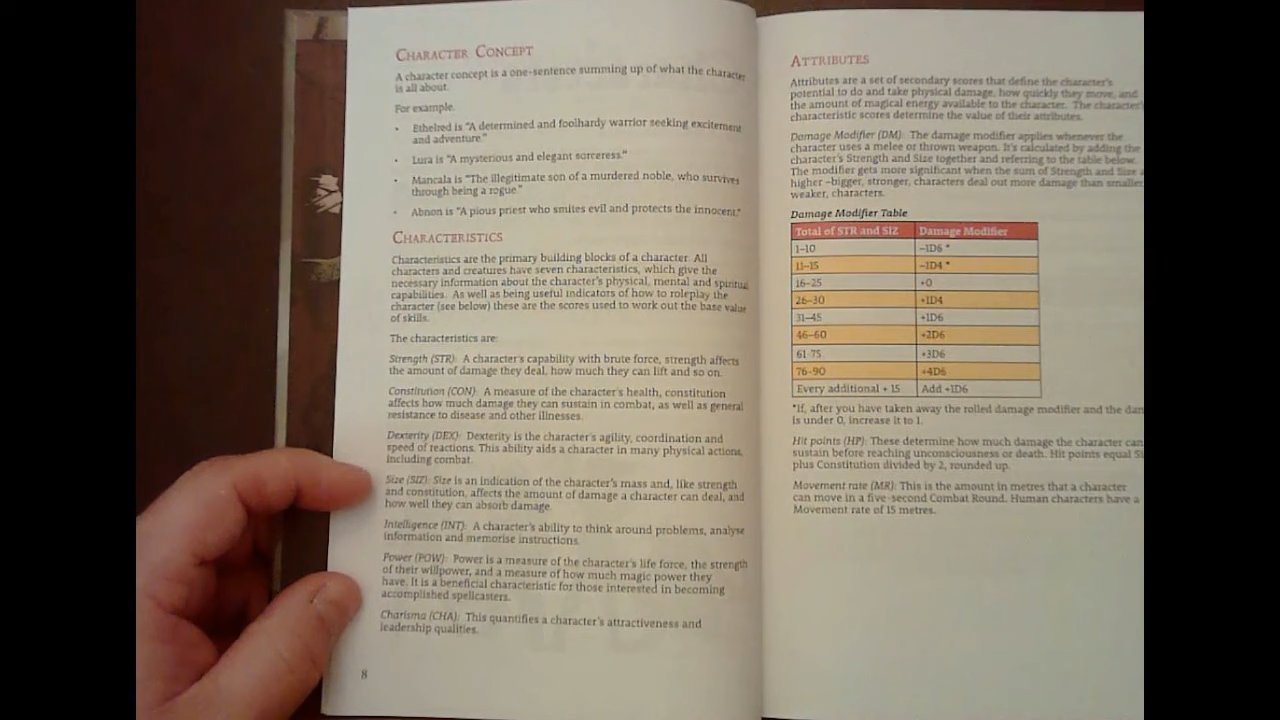 CHARACTER CONCEPT
A character concept is a one-sentence summing up of what the character
is all about.
For example.
• Ethelred is "A determined and foolhardy warrior seeking excitement
and adventure."
• Lura is "A mysterious and elegant sorceress."
• Mancala is "The illegitimate son of a murdered noble, who survives
through being a rogue."
• Abnon is "A pious priest who smites evil and protects the innocent."
CHARACTERISTICS
Characteristics are the primary building blocks of a character. All
characters and creatures have seven characteristics, which give the
necessary information about the character's physical, mental and spiritual
capabilities. As well as being useful indicators of how to roleplay the
character (see below) these are the scores used to work out the base value
of skills.
The characteristics are:
Strength (STR): A character's capability with brute force, strength affects
the amount of damage they deal, how much they can lift and so on.
Constitution (CON): A measure of the character's health, constitution
affects how much damage they can sustain in combat, as well as general
resistance to disease and other illnesses.
Dexterity (DEX): Dexterity is the character's agility, coordination and
speed of reactions. This ability aids a character in many physical actions,
including combat.
Size (SIZ): Size is an indication of the character's mass and, like strength
and constitution, affects the amount of damage a character can deal, and
how well they can absorb damage.
Intelligence (INT): A character's ability to think around problems, analyse
information and memorise instructions.
Power (POW): Power is a measure of the character's life force, the strength
of their willpower, and a measure of how much magic power they
have. It is a beneficial characteristic for those interested in becoming
accomplished spellcasters.
Charisma (CHA): This quantifies a character's attractiveness and
leadership qualities.
8
ATTRIBUTES
Attributes are a set of secondary scores that define the character's
potential to do and take physical damage, how quickly they move, and
the amount of magical energy available to the character. The character's
characteristic scores determine the value of their attributes.
Damage Modifier (DM): The damage modifier applies whenever the
character uses a melee or thrown weapon. It's calculated by adding the
character's Strength and Size together and referring to the table below.
The modifier gets more significant when the sum of Strength and Size
higher –bigger, stronger, characters deal out more damage than smaller
weaker, characters.
Damage Modifier Table
Total of STR and SIZ Damage Modifier
1–10 –1D6 *
11–15 –1D4 *
16–25 +0
26–30 +1D4
31–45 +1D6
46–60 +2D6
61-75 +3D6
76-90 +4D6
Every additional + 15 Add +1D6
*If, after you have taken away the rolled damage modifier and the
is under 0, increase it to 1.
Hit points (HP): These determine how much damage the character can
sustain before reaching unconsciousness or death. Hit points equal
plus Constitution divided by 2, rounded up.
Movement rate (MR): This is the amount in metres that a character
can move in a five-second Combat Round. Human characters have a
Movement rate of 15 metres.